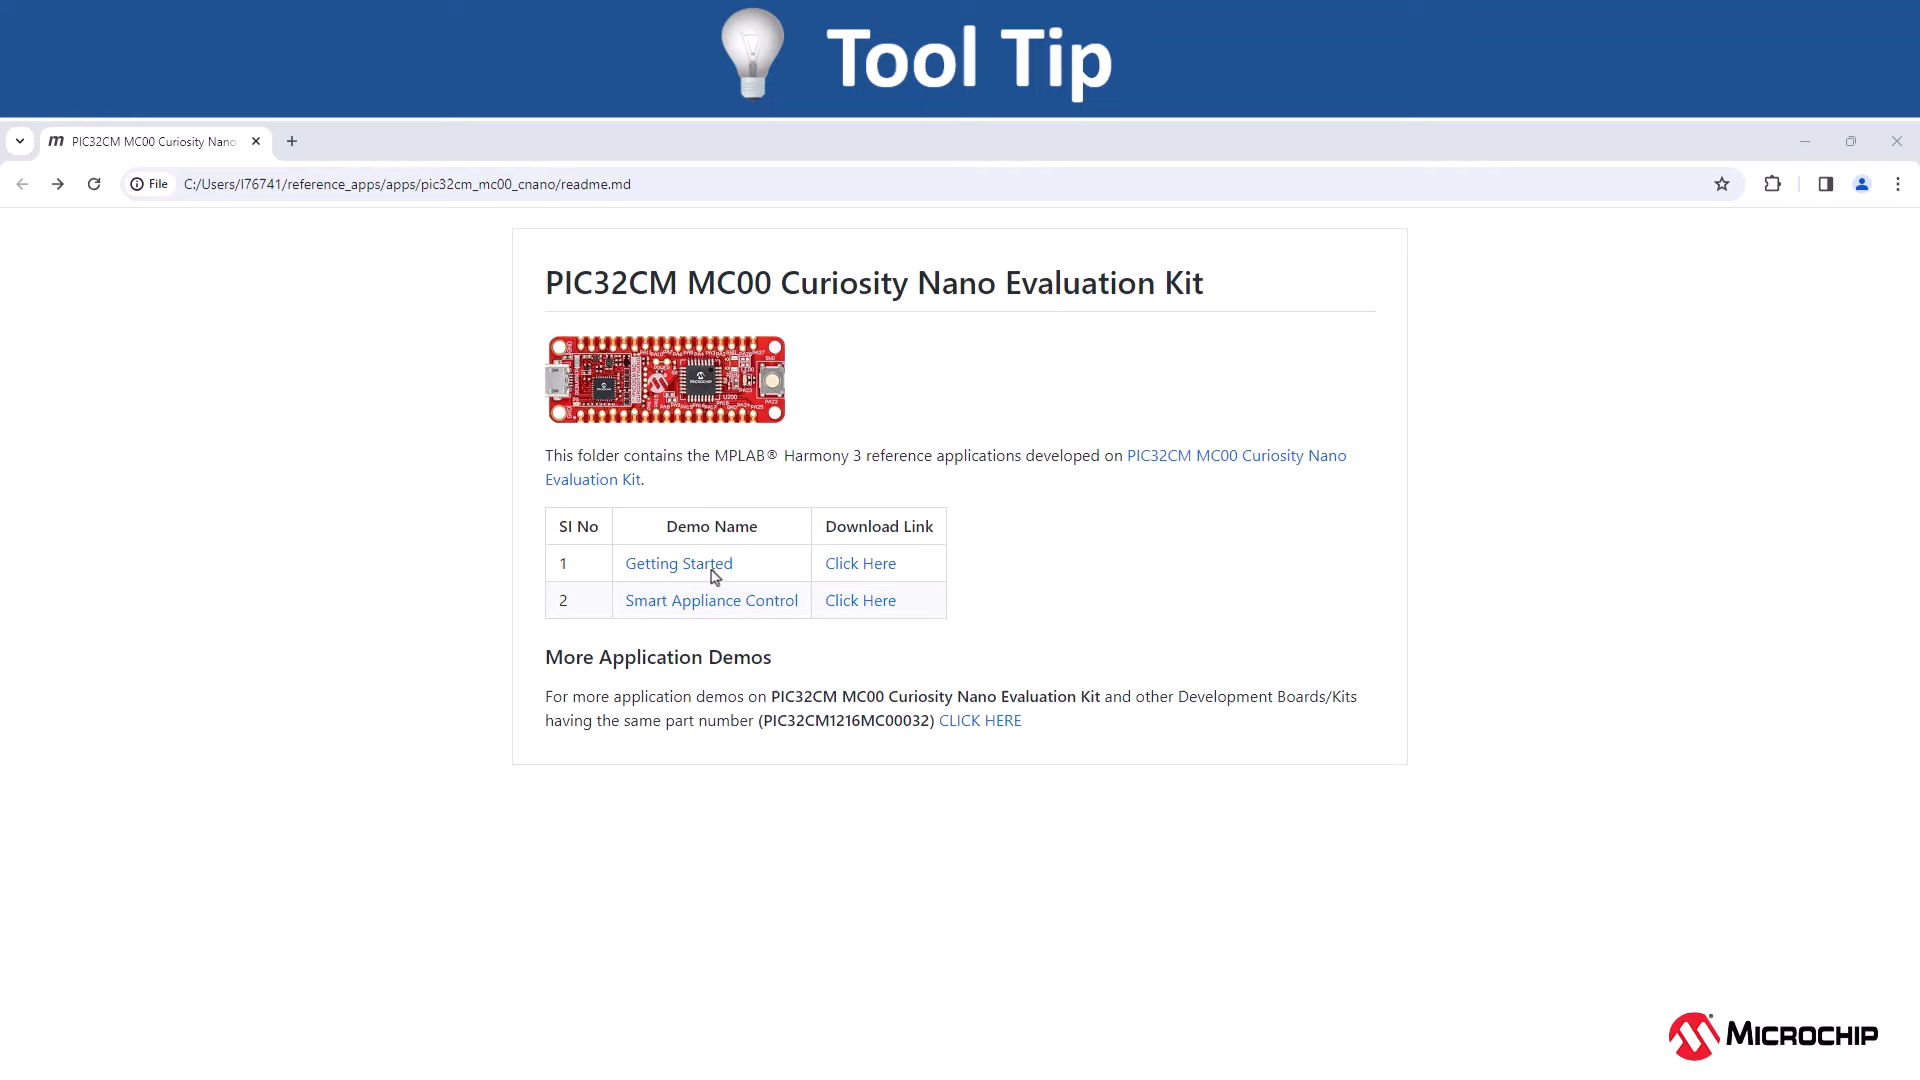 Tool Tip
m PIC32CM MC00 Curiosity Nano
File C:/Users/I76741/reference_apps/apps/pic32cm_mc00_cnano/readme.md
PIC32CM MC00 Curiosity Nano Evaluation Kit
This folder contains the MPLAB® Harmony 3 reference applications developed on PIC32CM MC00 Curiosity Nano
Evaluation Kit.
SI No Demo Name Download Link
1 Getting Started Click Here
2 Smart Appliance Control Click Here
More Application Demos
For more application demos on PIC32CM MC00 Curiosity Nano Evaluation Kit and other Development Boards/Kits
having the same part number (PIC32CM1216MC00032) CLICK HERE
MICROCHIP